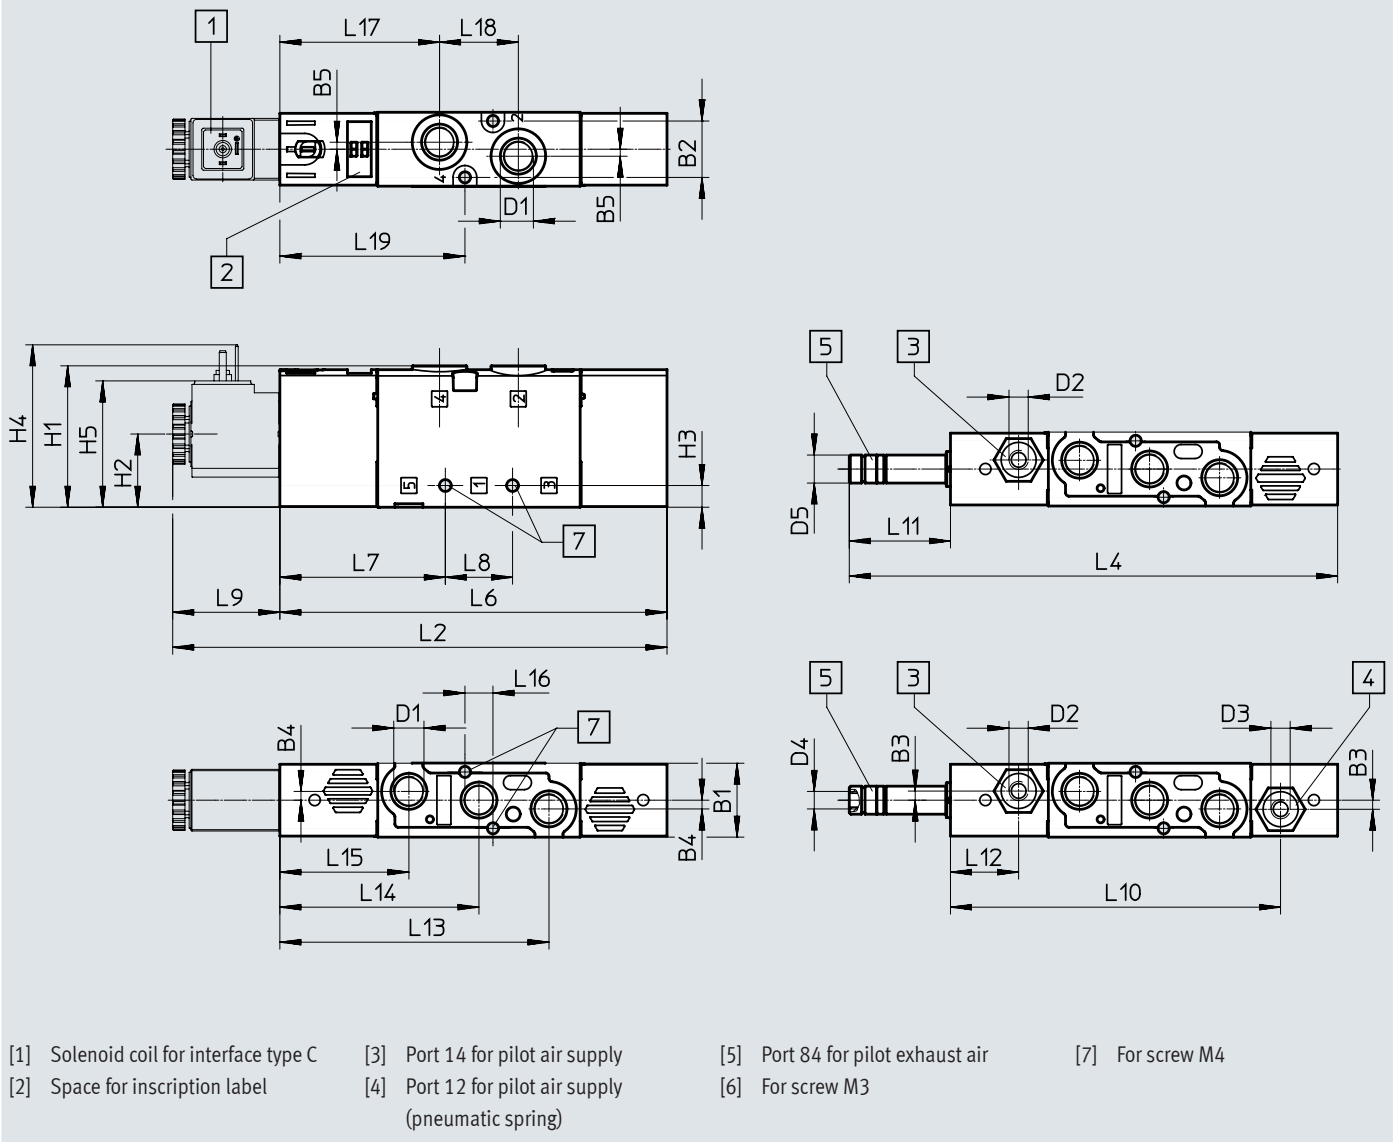 1
L17
L18
B5
2
4
B2
D1
B5
L19
2
H4
H1
H5
H2
4
2
H3
5
1
3
7
L7
L8
L9
L6
L2
5
3
D2
D5
L11
L4
L16
D1
7
B4
B1
B4
L15
L14
L13
5
3
4
D2
D3
D4
B3
B3
L12
L10
[1] Solenoid coil for interface type C
[2] Space for inscription label
[3] Port 14 for pilot air supply
[4] Port 12 for pilot air supply
(pneumatic spring)
[5] Port 84 for pilot exhaust air
[6] For screw M3
[7] For screw M4